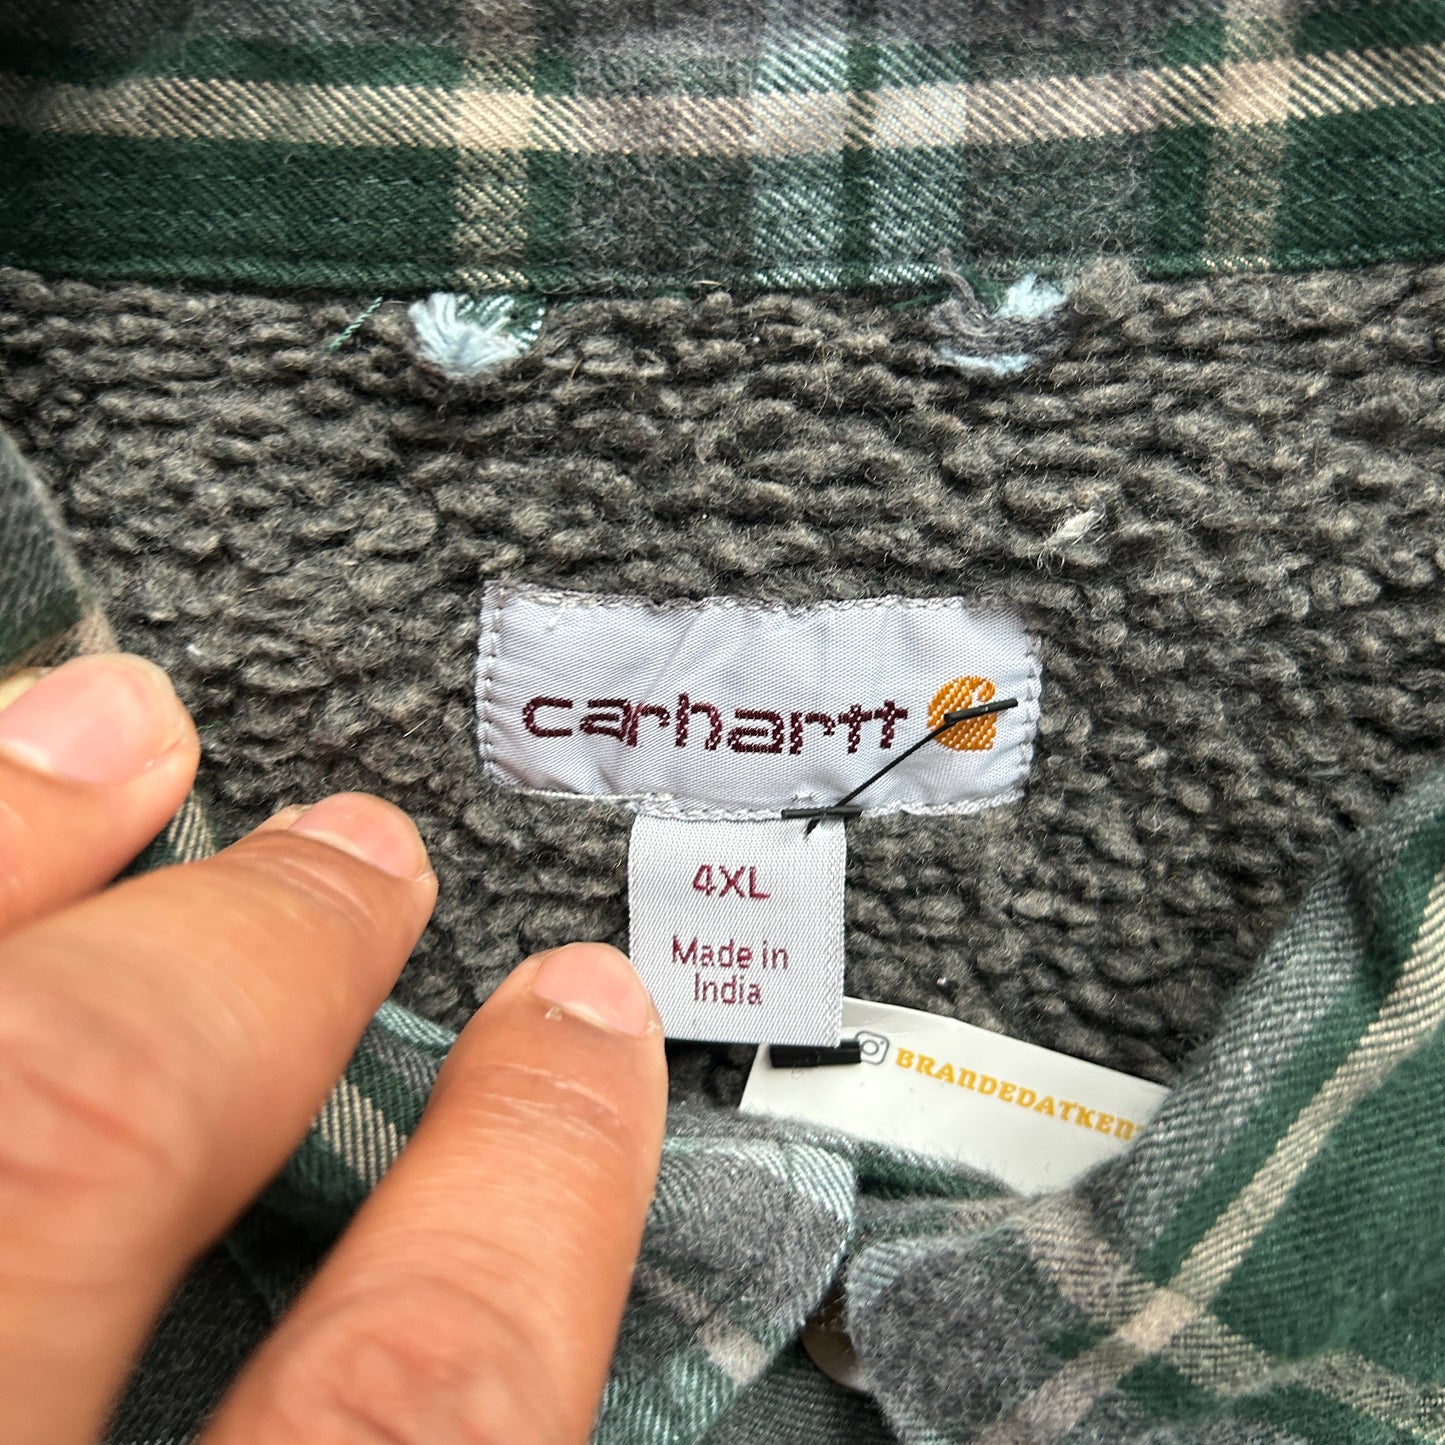 carhartt
4XL
Made in
India
BRANDEDATKEN